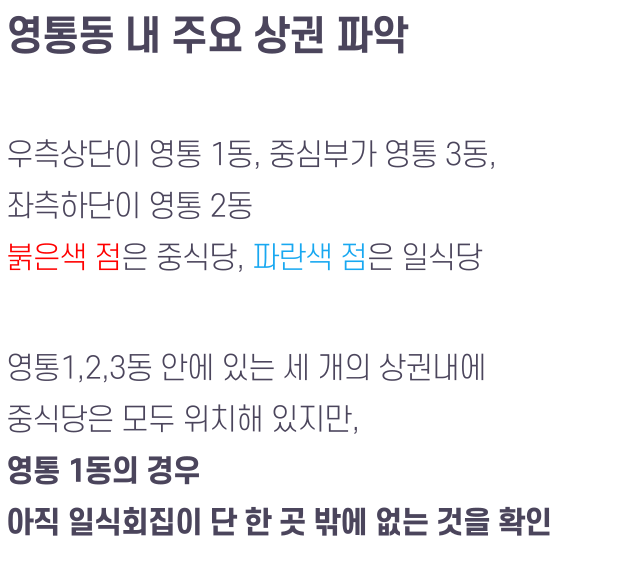 영통동 내 주요 상권 파악
우측상단이 영통 1동, 중심부가 영통 3동,
좌측하단이 영통 2동
붉은색 점은 중식당, 파란색 점은 일식당
영통1,2,3동 안에 있는 세 개의 상권내에
중식당은 모두 위치해 있지만,
영통 1동의 경우
아직 일식회집이 단 한 곳 밖에 없는 것을 확인